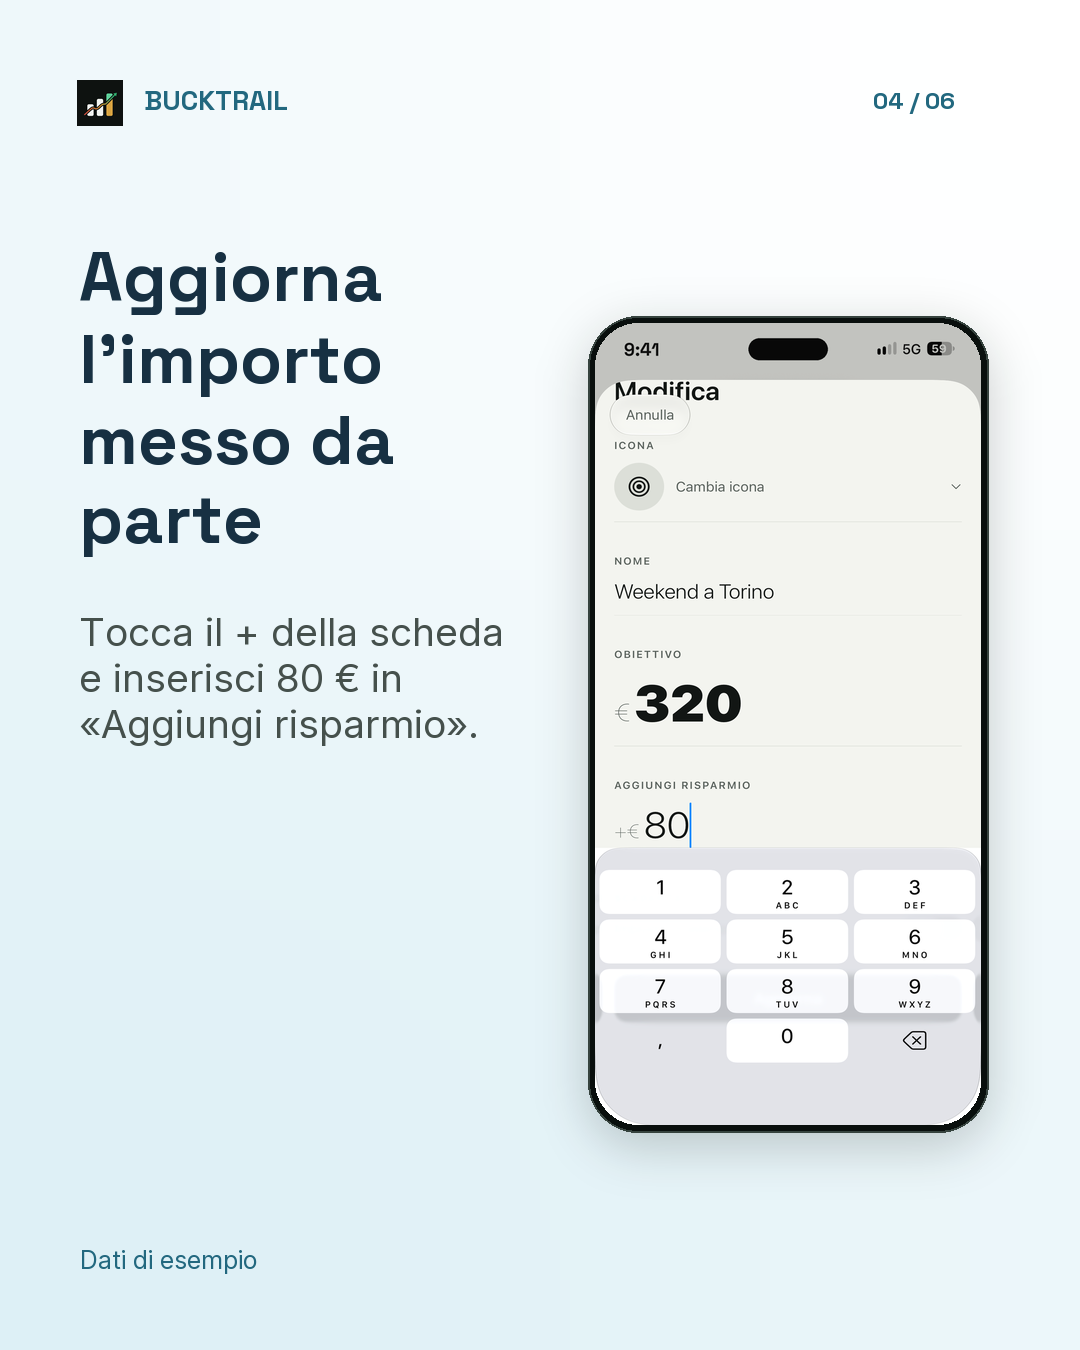 BUCKTRAIL
04 / 06
Aggiorna
l’importo
messo da
parte
Tocca il + della scheda
e inserisci 80 € in
«Aggiungi risparmio».
9:41
5G 59
Modifica
Annulla
ICONA
Cambia icona
NOME
Weekend a Torino
OBIETTIVO
€ 320
AGGIUNGI RISPARMIO
+€ 80
1
2
ABC
3
DEF
4
GHI
5
JKL
6
MNO
7
PQRS
8
TUV
9
WXYZ
,
0
Dati di esempio